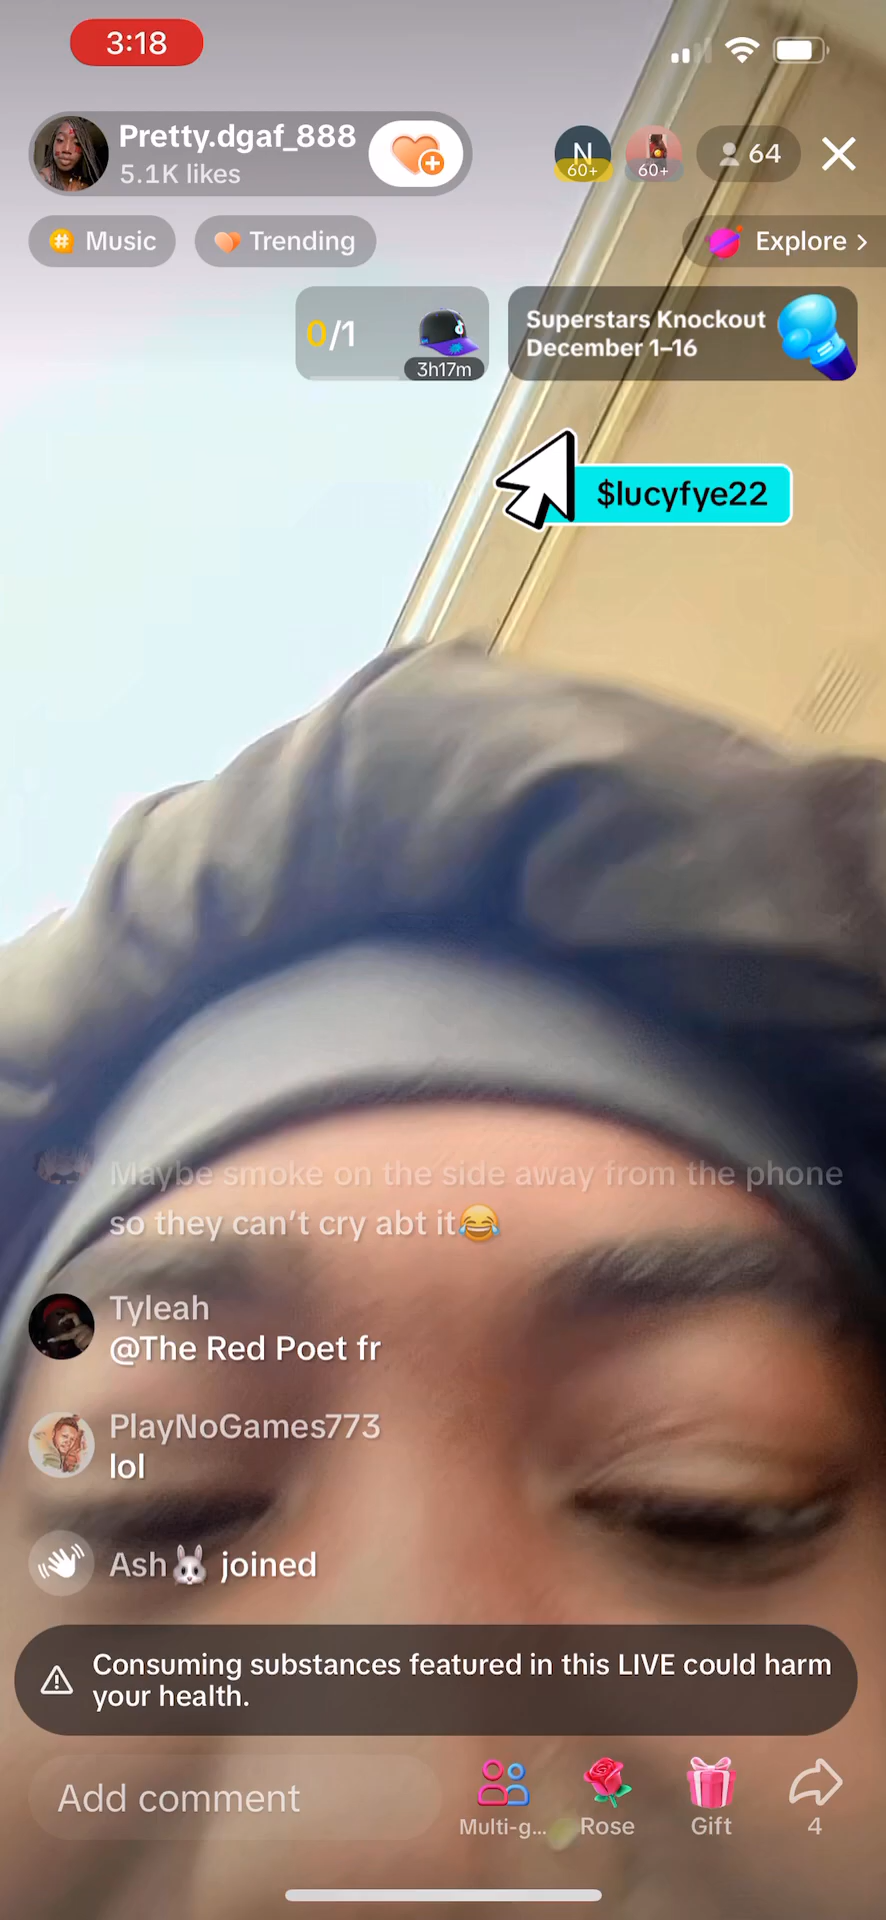 3:18
Pretty.dgaf_888
5.1K likes
N
60+
60+
64
Music
Trending
Explore >
0/1
3h17m
Superstars Knockout
December 1–16
$lucyfye22
Maybe smoke on the side away from the phone
so they can't cry abt it😂
Tyleah
@The Red Poet fr
PlayNoGames773
lol
Ash🐰 joined
Consuming substances featured in this LIVE could harm
your health.
Add comment
Multi-g...
Rose
Gift
4